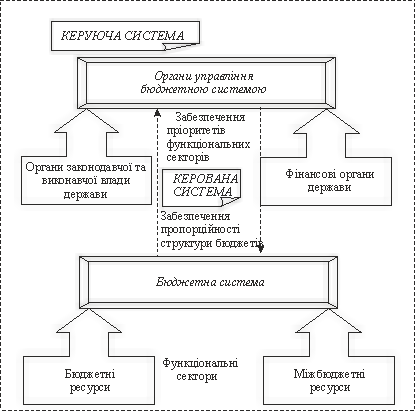 КЕРУЮЧА СИСТЕМА
Органи управління
бюджетною системою
Забезпечення
пріоритетів
функціональних
секторів
Органи законодавчої та
виконавчої влади
держави
Фінансові органи
держави
КЕРОВАНА
СИСТЕМА
Забезпечення
пропорційності
структури бюджетів
Бюджетна система
Бюджетні
ресурси
Функціональні
сектори
Міжбюджетні
ресурси